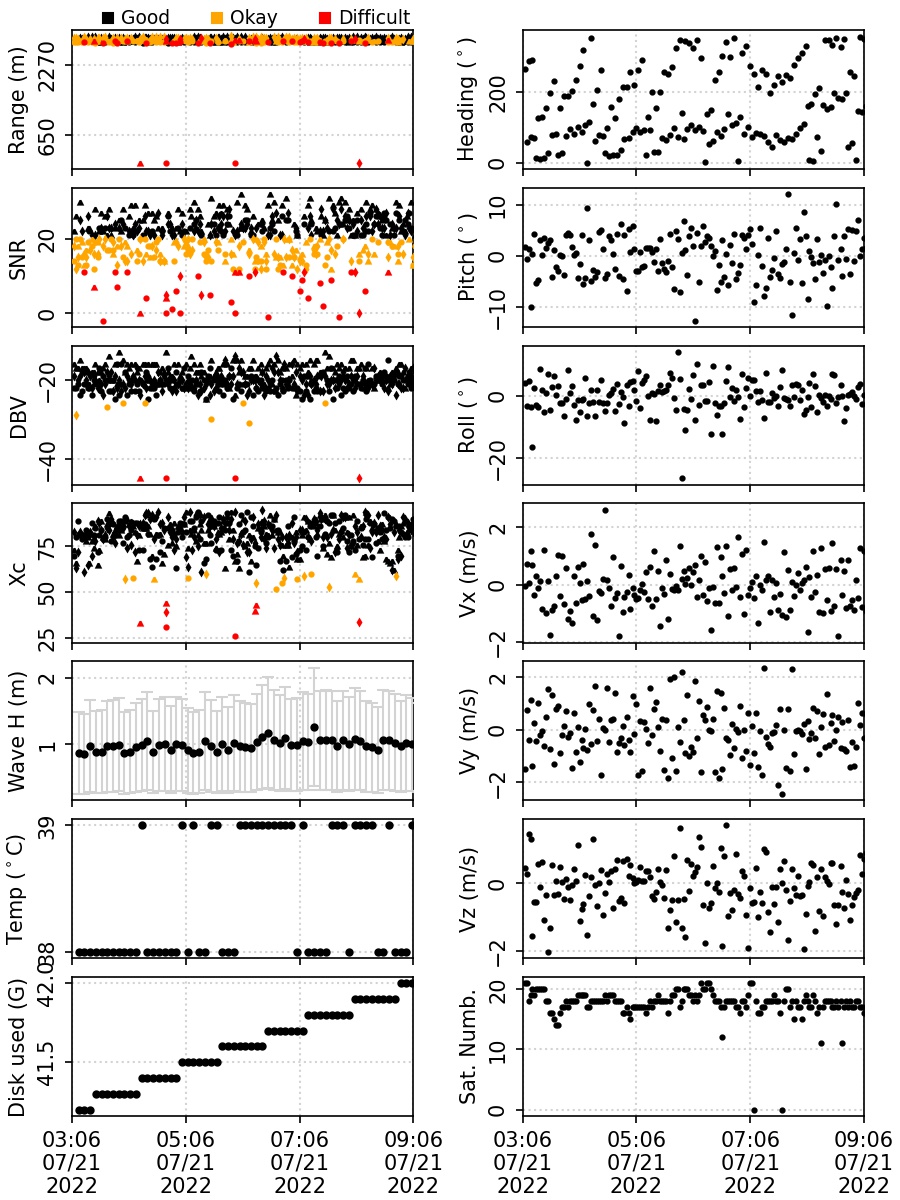 Good Okay Difficult
Range (m)
2270
650
Heading (°)
200
0
SNR
20
0
Pitch (°)
10
0
−10
DBV
−20
−40
Roll (°)
0
−20
Xc
75
50
25
Vx (m/s)
2
0
−2
Wave H (m)
2
1
Vy (m/s)
2
0
−2
Temp (°C)
39
38
Vz (m/s)
0
−2
Disk used (G)
42.0
41.5
Sat. Numb.
20
10
0
03:06 05:06 07:06 09:06 03:06 05:06 07:06 09:06
07/21 07/21 07/21 07/21 07/21 07/21 07/21 07/21
2022 2022 2022 2022 2022 2022 2022 2022